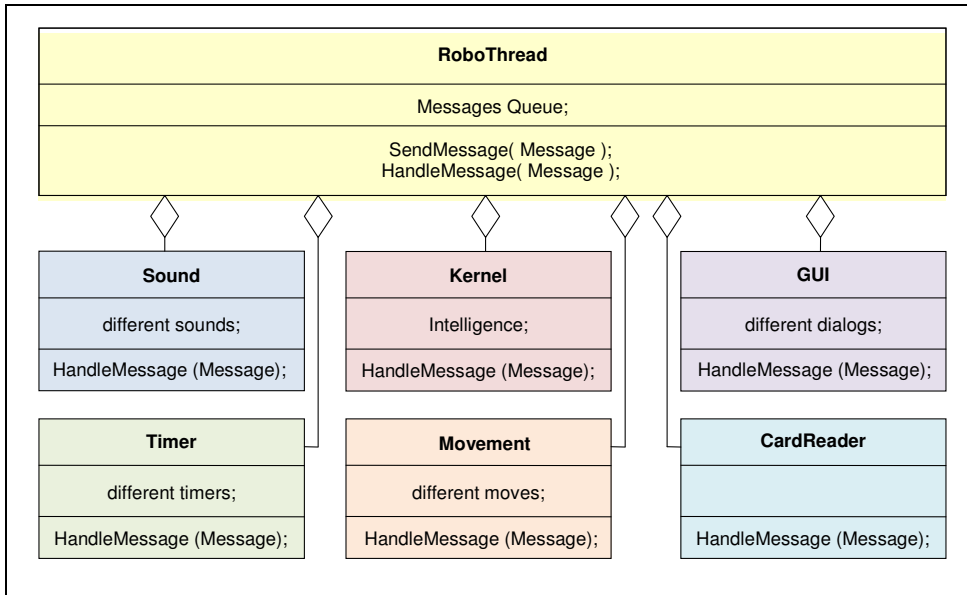 RoboThread
Messages Queue;
SendMessage( Message );
HandleMessage( Message );
Sound
different sounds;
HandleMessage (Message);
Kernel
Intelligence;
HandleMessage (Message);
GUI
different dialogs;
HandleMessage (Message);
Timer
different timers;
HandleMessage (Message);
Movement
different moves;
HandleMessage (Message);
CardReader
HandleMessage (Message);